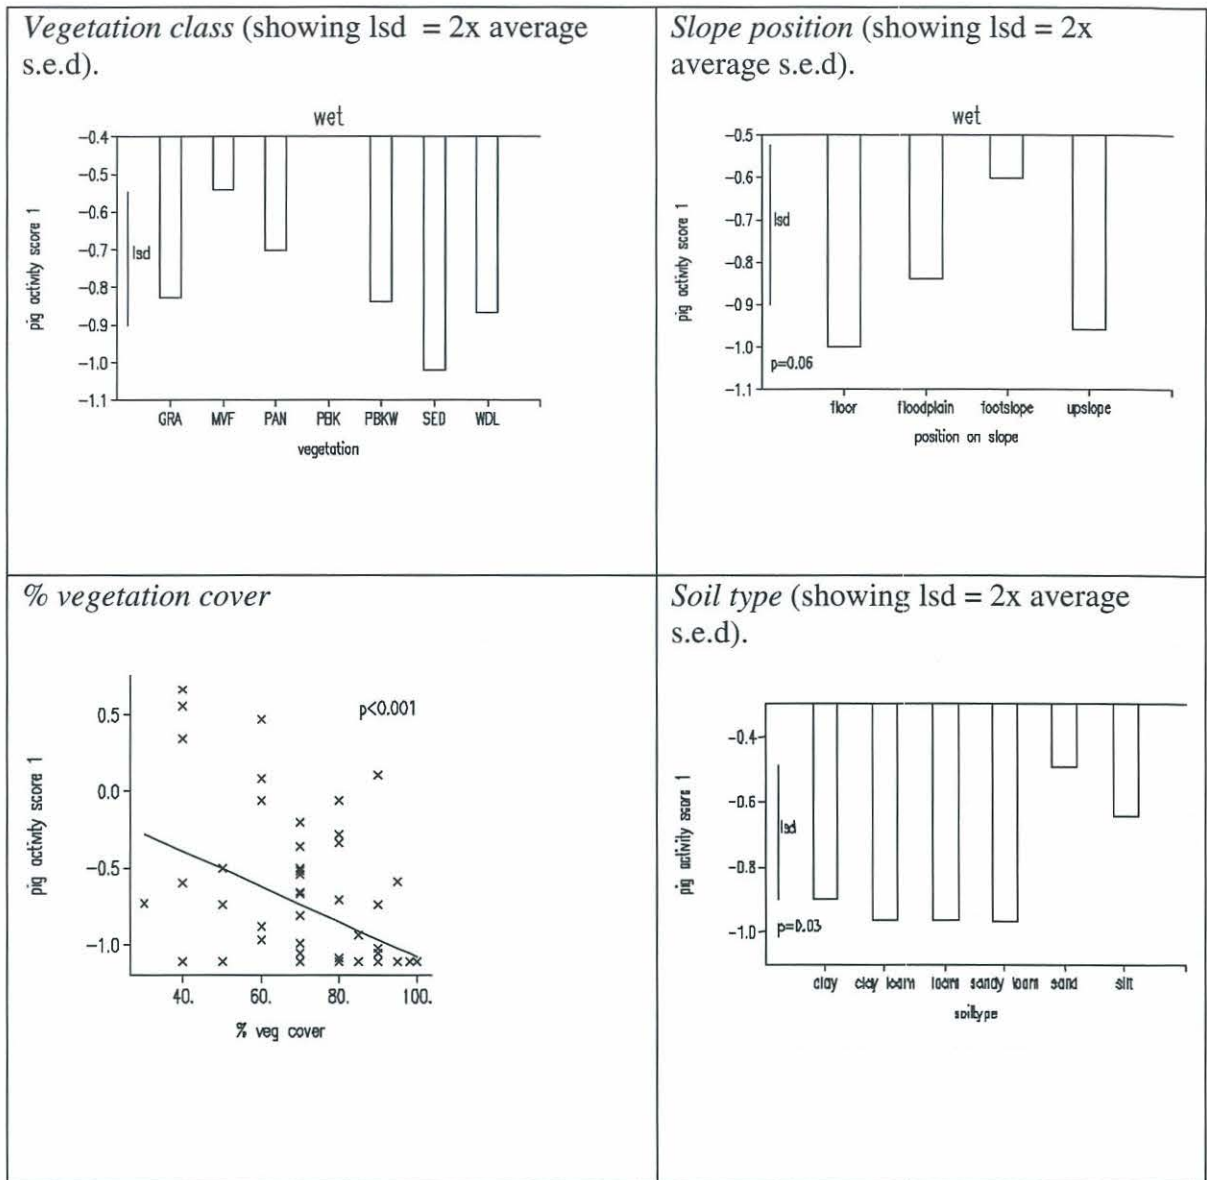 Vegetation class (showing lsd = 2x average
s.e.d).
wet
pig activity score 1
-0.4
-0.5
-0.6
-0.7
-0.8
-0.9
-1.0
-1.1
lsd
GRA MVF PAN PBK PBKW SED WDL
vegetation
Slope position (showing lsd = 2x
average s.e.d).
wet
pig activity score 1
-0.5
-0.6
-0.7
-0.8
-0.9
-1.0
-1.1
lsd
p=0.06
floor floodplain footslope upslope
position on slope
% vegetation cover
pig activity score 1
0.5
0.0
-0.5
-1.0
p<0.001
40. 60. 80. 100.
% veg cover
Soil type (showing lsd = 2x average
s.e.d).
pig activity score 1
-0.4
-0.6
-0.8
-1.0
lsd
p=0.03
clay clay loam loam sandy loam sand silt
soiltype